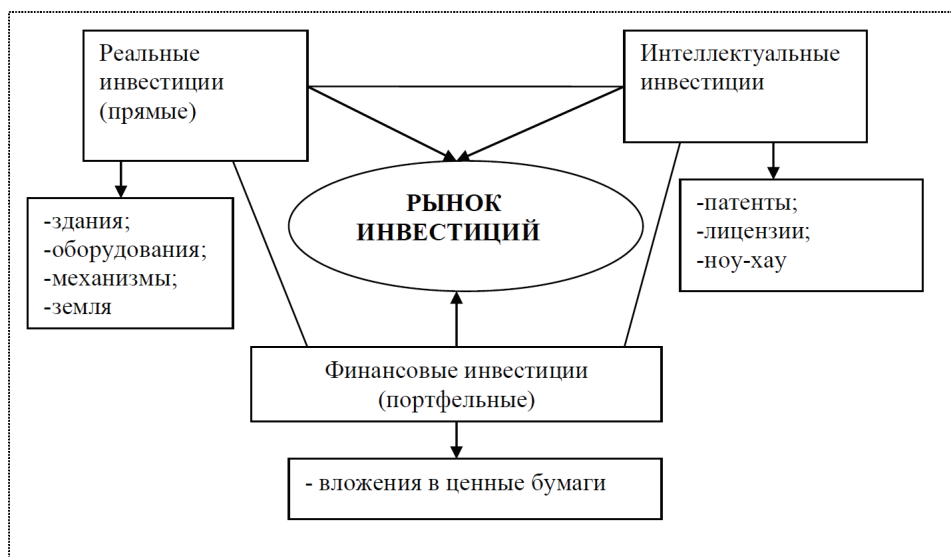 Реальные
инвестиции
(прямые)
Интеллектуальные
инвестиции
РЫНОК
ИНВЕСТИЦИЙ
-здания;
-оборудования;
-механизмы;
-земля
-патенты;
-лицензии;
-ноу-хау
Финансовые инвестиции
(портфельные)
- вложения в ценные бумаги